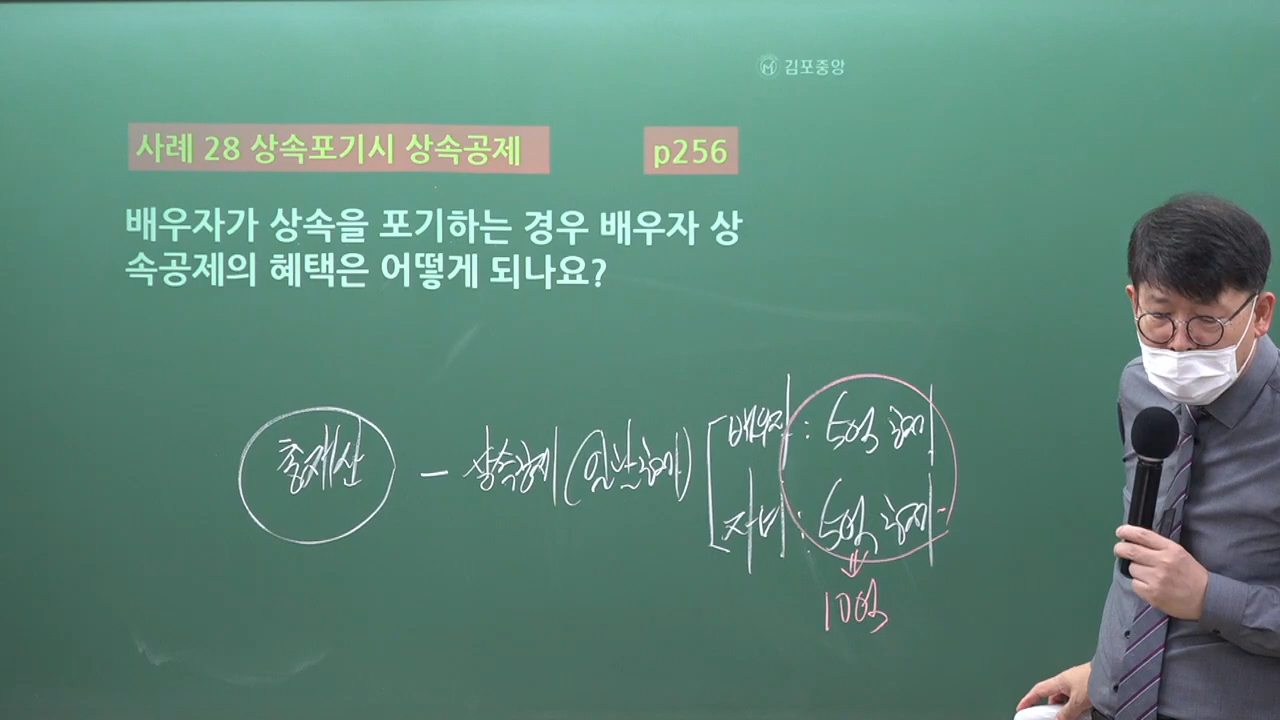 김포중앙
사례 28 상속포기시 상속공제
p256
배우자가 상속을 포기하는 경우 배우자 상
속공제의 혜택은 어떻게 되나요?
총재산 - 상속공제 (일반공제) [ 배우자 : 5억 공제
자녀 : 5억 공제
10억